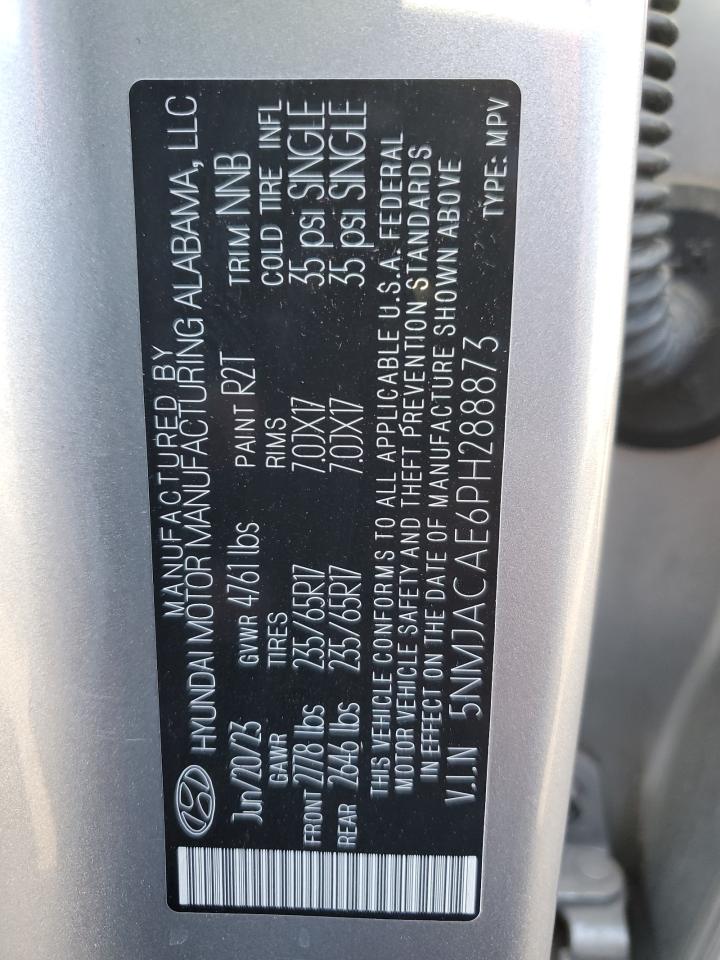 MANUFACTURED BY
HYUNDAI MOTOR MANUFACTURING ALABAMA, LLC
Jun/20/23 GVWR 4761 lbs PAINT R2T TRIM NNB
GAWR TIRES RIMS COLD TIRE INFL
FRONT 2778 lbs 235/65R17 7.0JX17 35 psi SINGLE
REAR 2646 lbs 235/65R17 7.0JX17 35 psi SINGLE
THIS VEHICLE CONFORMS TO ALL APPLICABLE U.S.A. FEDERAL
MOTOR VEHICLE SAFETY AND THEFT PREVENTION STANDARDS
IN EFFECT ON THE DATE OF MANUFACTURE SHOWN ABOVE
V.I.N 5NMJACAE6PH288873 TYPE: MPV